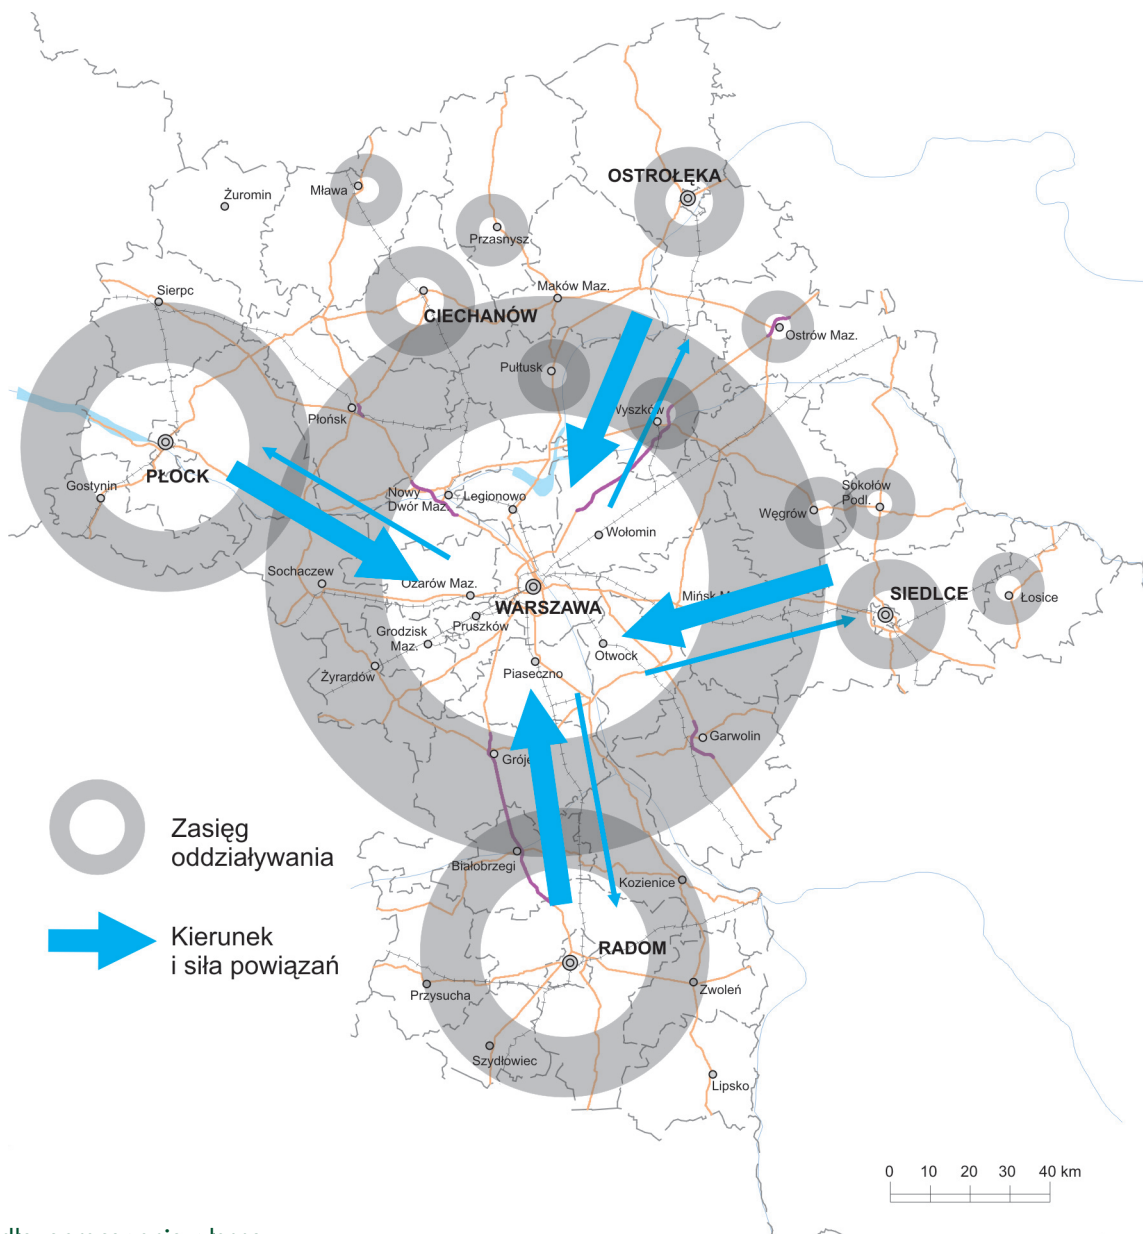 OSTROŁĘKA
Mława
Żuromin
Przasnysz
Sierpc
Maków Maz.
CIECHANÓW
Ostrów Maz.
Pułtusk
Płońsk
Wyszków
PŁOCK
Gostynin
Nowy
Dwór Maz.
Legionowo
Sokołów
Podl.
Węgrów
Wołomin
Sochaczew
Ożarów Maz.
WARSZAWA
Mińsk M
SIEDLCE
Łosice
Pruszków
Grodzisk
Maz.
Otwock
Żyrardów
Piaseczno
Garwolin
Gróje
Zasięg
oddziaływania
Białobrzegi
Kozienice
Kierunek
i siła powiązań
RADOM
Przysucha
Zwoleń
Szydłowiec
Lipsko
0 10 20 30 40 km